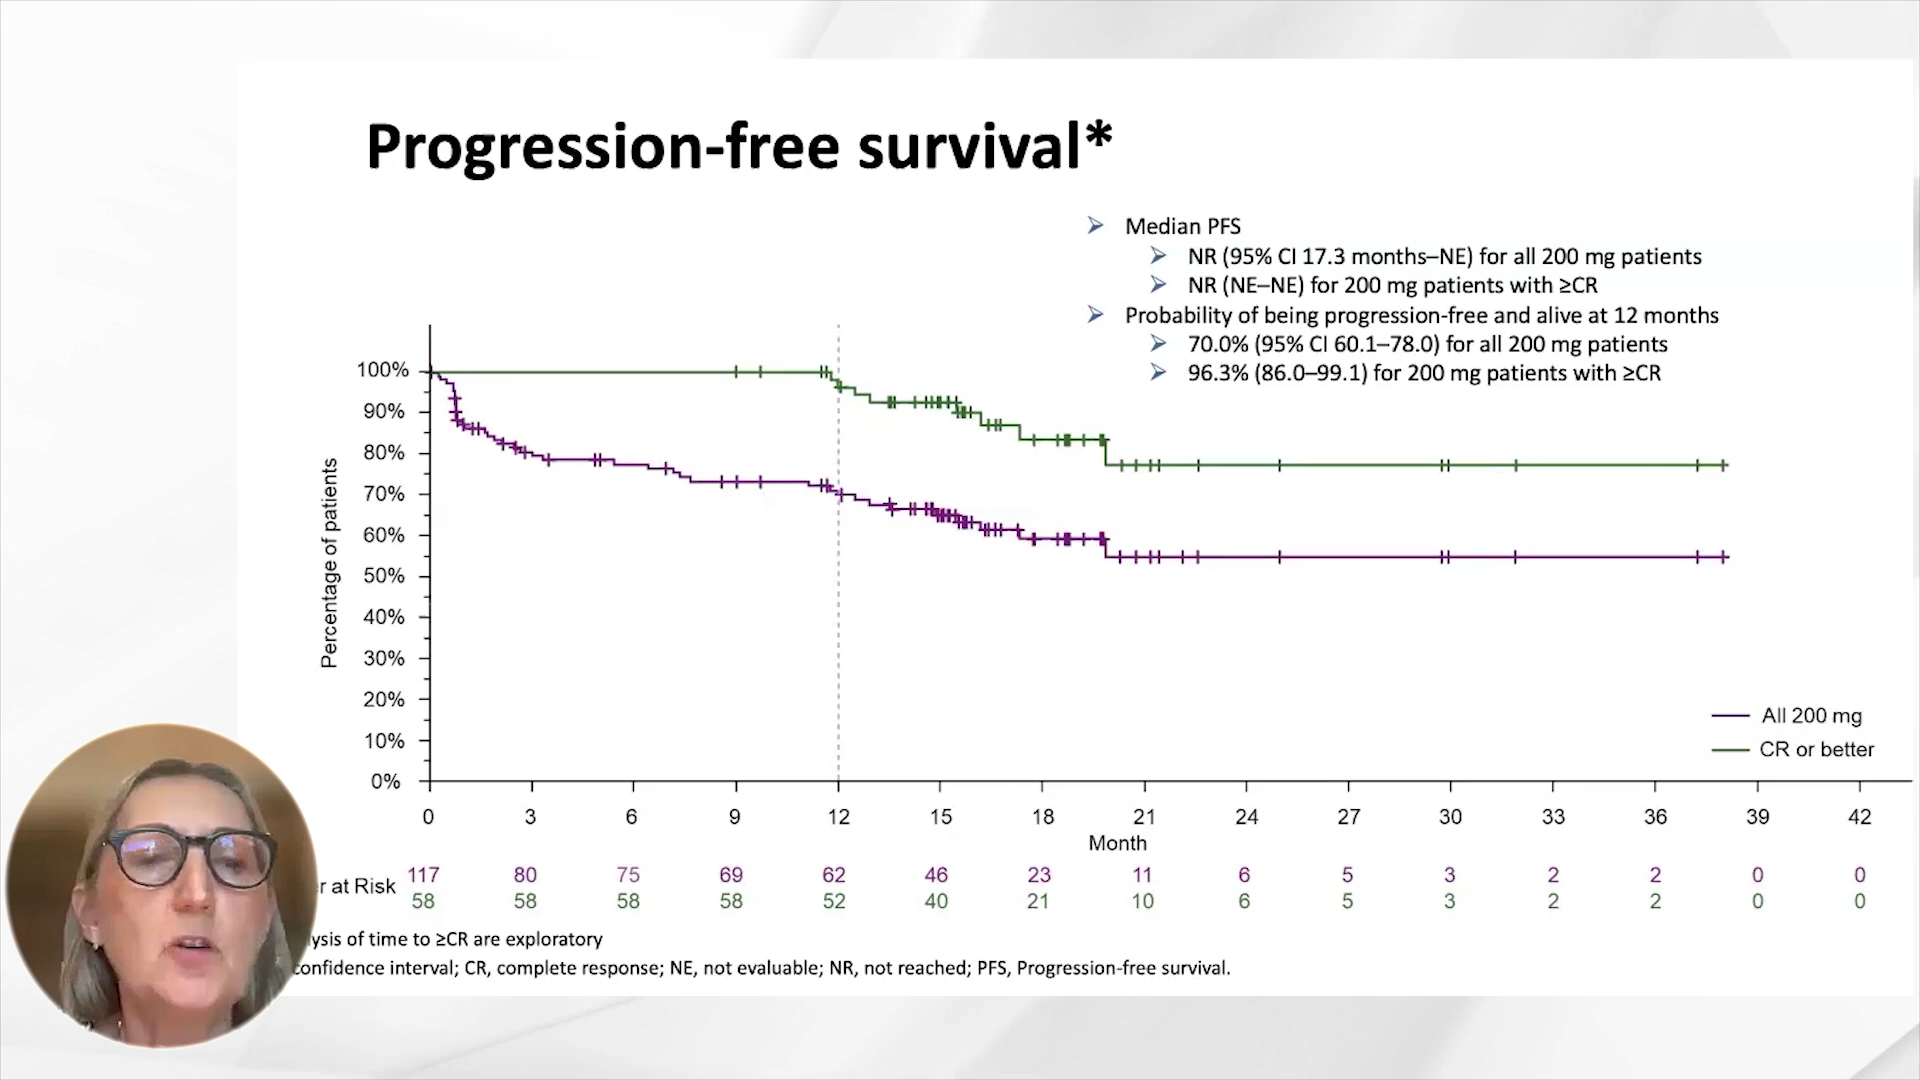 Progression-free survival*
Median PFS
NR (95% CI 17.3 months–NE) for all 200 mg patients
NR (NE–NE) for 200 mg patients with ≥CR
Probability of being progression-free and alive at 12 months
70.0% (95% CI 60.1–78.0) for all 200 mg patients
96.3% (86.0–99.1) for 200 mg patients with ≥CR
Percentage of patients
100%
90%
80%
70%
60%
50%
40%
30%
20%
10%
0%
All 200 mg
CR or better
0 3 6 9 12 15 18 21 24 27 30 33 36 39 42
Month
at Risk
117 80 75 69 62 46 23 11 6 5 3 2 2 0 0
58 58 58 58 52 40 21 10 6 5 3 2 2 0 0
of time to ≥CR are exploratory
confidence interval; CR, complete response; NE, not evaluable; NR, not reached; PFS, Progression-free survival.